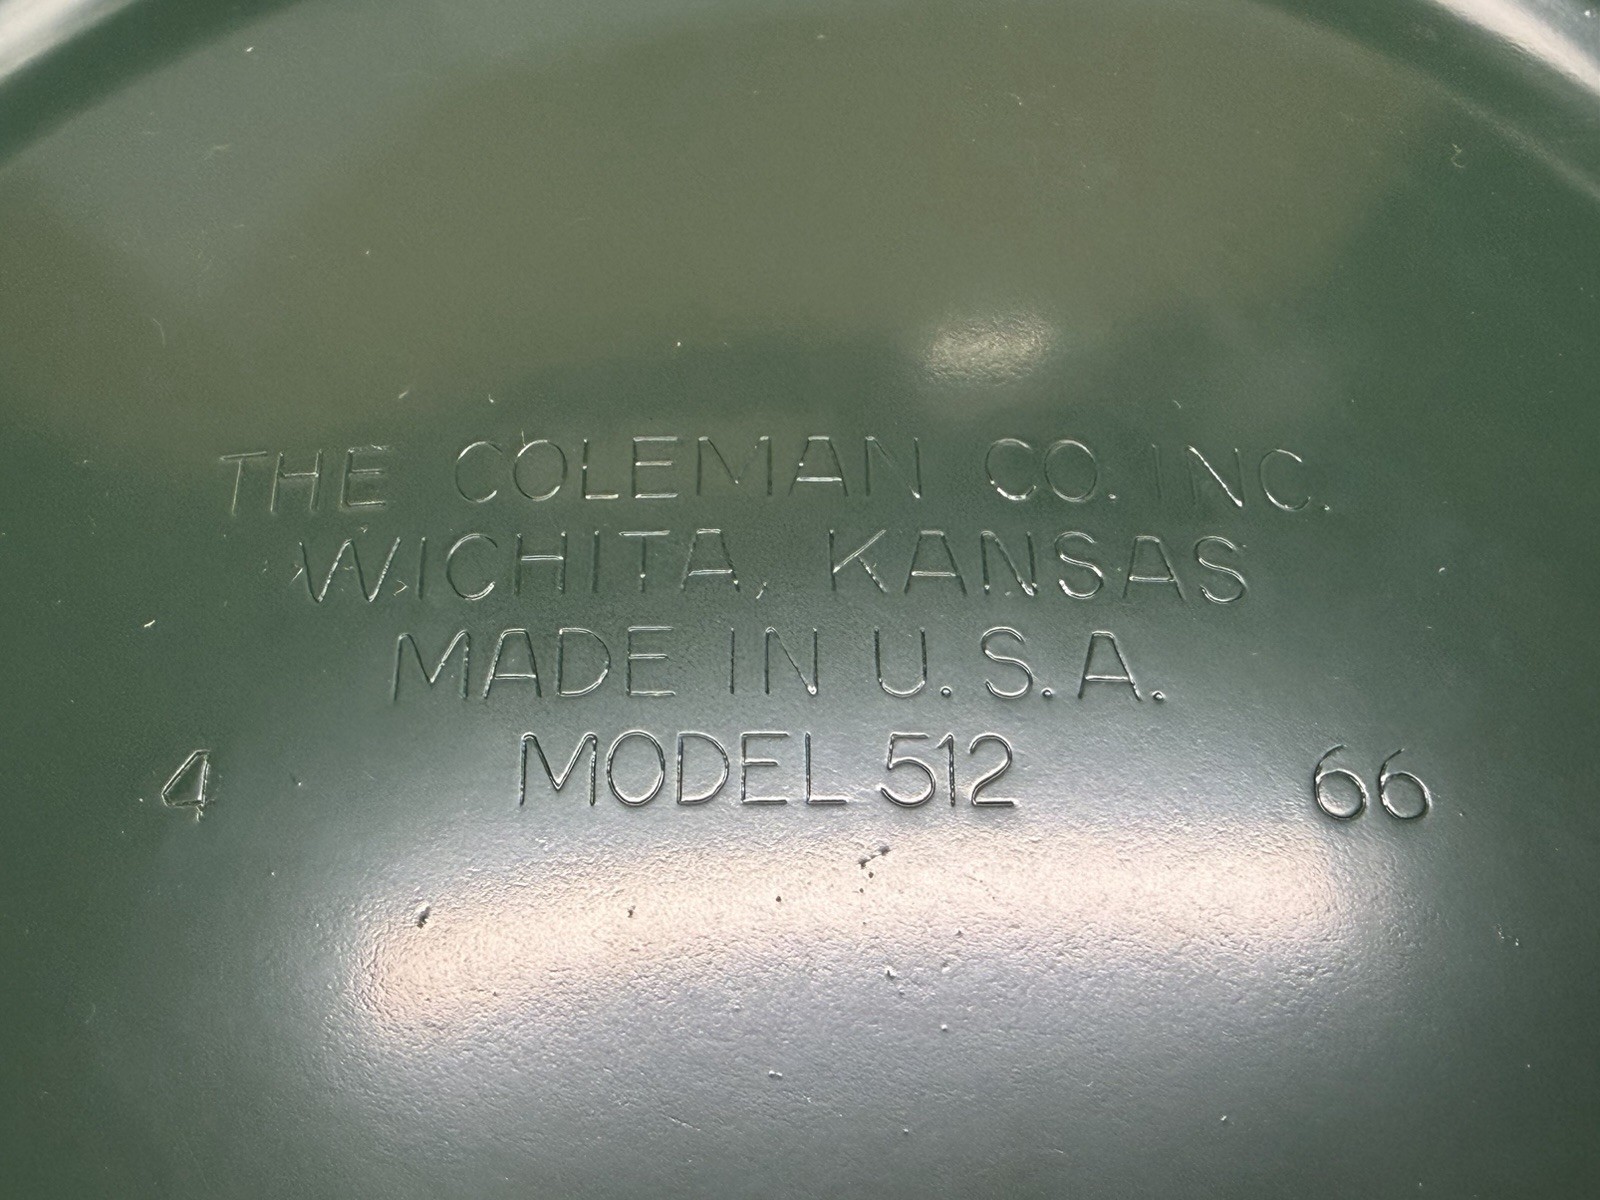 THE COLEMAN CO. INC.
WICHITA, KANSAS
MADE IN U.S.A.
4 MODEL 512 66